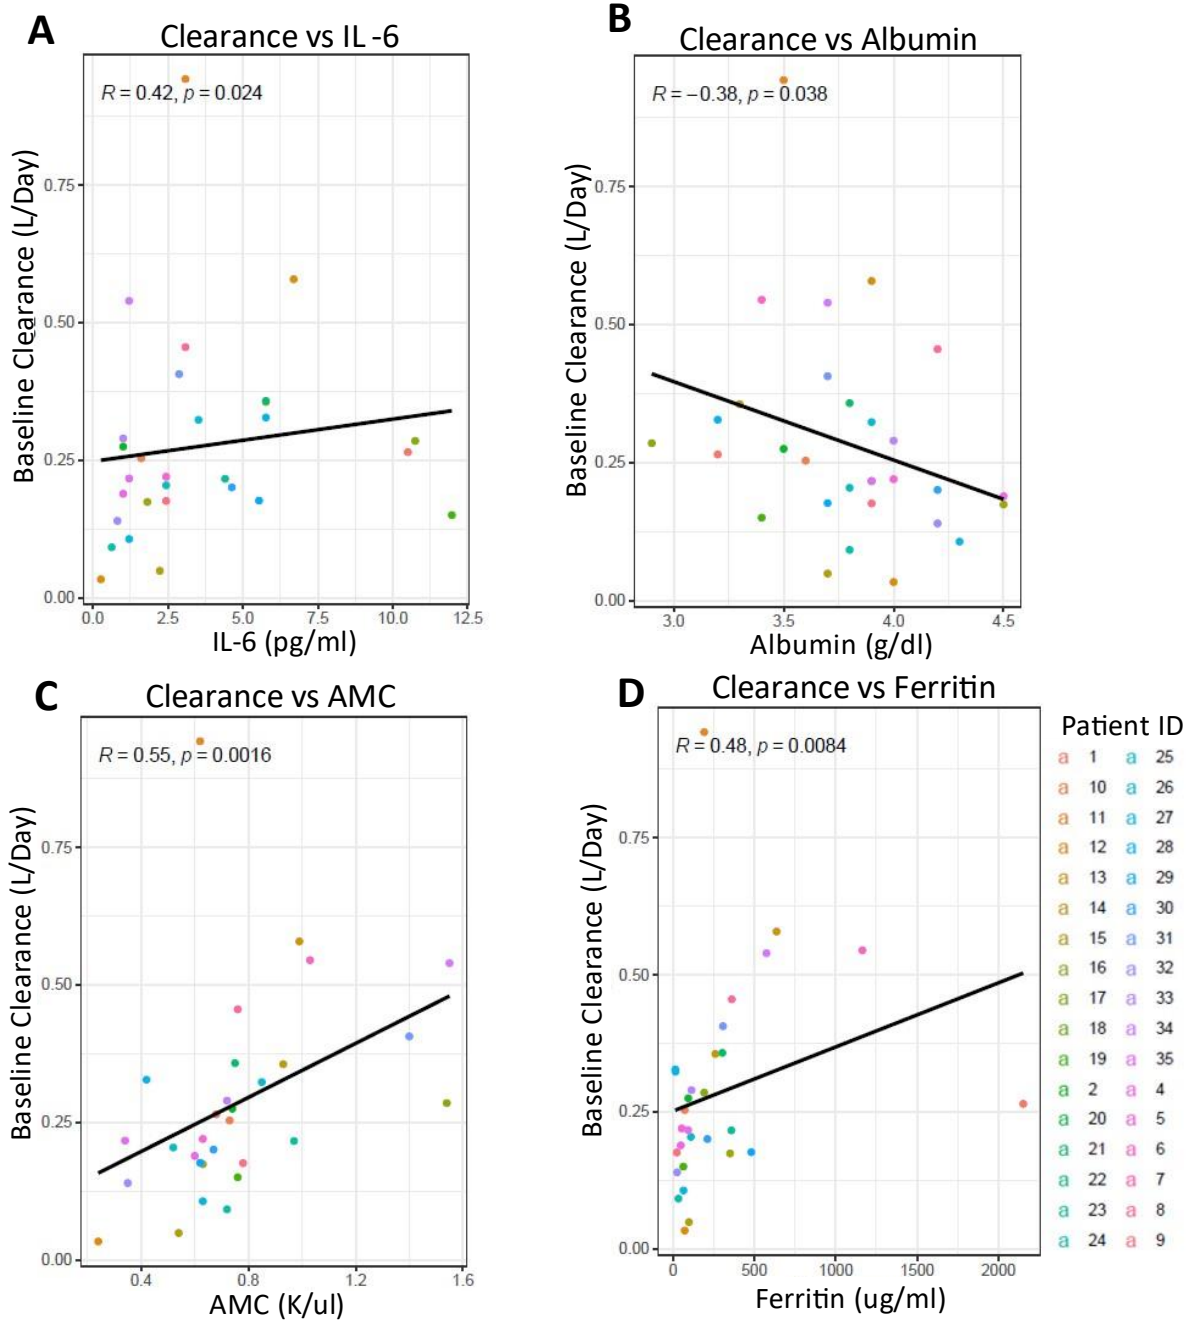 A
Clearance vs IL -6
R = 0.42, p = 0.024
Baseline Clearance (L/Day)
0.75
0.50
0.25
0.00
0.0 2.5 5.0 7.5 10.0 12.5
IL-6 (pg/ml)
B
Clearance vs Albumin
R = −0.38, p = 0.038
Baseline Clearance (L/Day)
0.75
0.50
0.25
0.00
3.0 3.5 4.0 4.5
Albumin (g/dl)
C
Clearance vs AMC
R = 0.55, p = 0.0016
Baseline Clearance (L/Day)
0.75
0.50
0.25
0.00
0.4 0.8 1.2 1.6
AMC (K/ul)
D
Clearance vs Ferritin
R = 0.48, p = 0.0084
Baseline Clearance (L/Day)
0.75
0.50
0.25
0.00
0 500 1000 1500 2000
Ferritin (ug/ml)
Patient ID
a 1 a 25
a 10 a 26
a 11 a 27
a 12 a 28
a 13 a 29
a 14 a 30
a 15 a 31
a 16 a 32
a 17 a 33
a 18 a 34
a 19 a 35
a 2 a 4
a 20 a 5
a 21 a 6
a 22 a 7
a 23 a 8
a 24 a 9